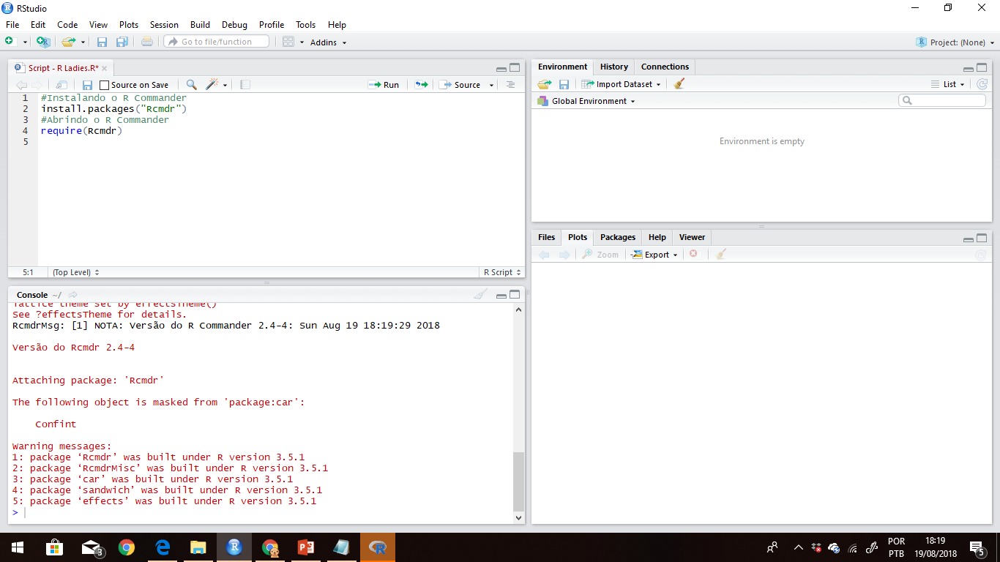 RStudio
File Edit Code View Plots Session Build Debug Profile Tools Help
Go to file/function Addins Project: (None)
Script - R Ladies.R*
Source on Save Run Source
1 #Instalando o R Commander
2 install.packages("Rcmdr")
3 #Abrindo o R Commander
4 require(Rcmdr)
5
5:1 (Top Level) R Script
Console ~/
lattice theme set by effectsTheme()
See ?effectsTheme for details.
RcmdrMsg: [1] NOTA: Versão do R Commander 2.4-4: Sun Aug 19 18:19:29 2018
Versão do Rcmdr 2.4-4
Attaching package: 'Rcmdr'
The following object is masked from 'package:car':
Confint
Warning messages:
1: package ‘Rcmdr’ was built under R version 3.5.1
2: package ‘RcmdrMisc’ was built under R version 3.5.1
3: package ‘car’ was built under R version 3.5.1
4: package ‘sandwich’ was built under R version 3.5.1
5: package ‘effects’ was built under R version 3.5.1
>
Environment History Connections
Import Dataset List
Global Environment
Environment is empty
Files Plots Packages Help Viewer
Zoom Export
3
POR
PTB
18:19
19/08/2018
5